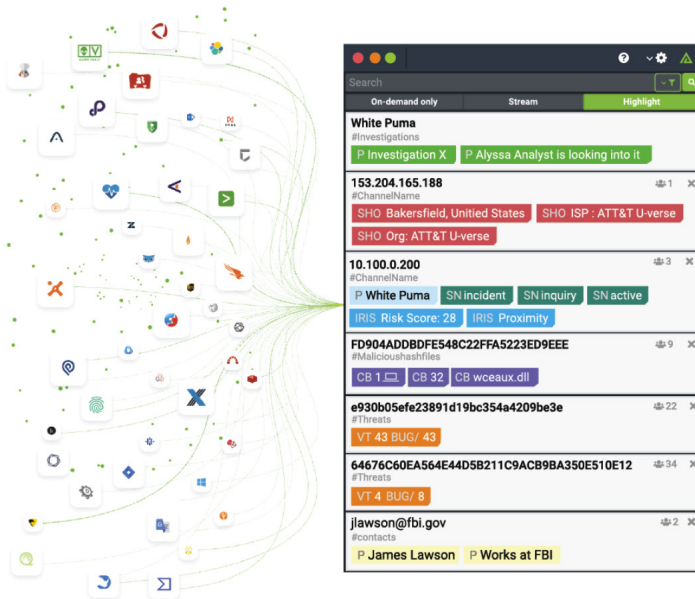 Search
On-demand only Stream Highlight
White Puma
#Investigations
P Investigation X P Alyssa Analyst is looking into it
153.204.165.188 1
#ChannelName
SHO Bakersfield, Unitied States SHO ISP : ATT&T U-verse
SHO Org: ATT&T U-verse
10.100.0.200 3
#ChannelName
P White Puma SN incident SN inquiry SN active
IRIS Risk Score: 28 IRIS Proximity
FD904ADDBDFE548C22FFA5223ED9EEE 9
#Malicioushashfiles
CB 1 CB 32 CB wceaux.dll
e930b05efe23891d19bc354a4209be3e 22
#Threats
VT 43 BUG/ 43
64676C60EA564E44D5B211C9ACB9BA350E510E12 34
#Threats
VT 4 BUG/ 8
jlawson@fbi.gov 2
#contacts
P James Lawson P Works at FBI